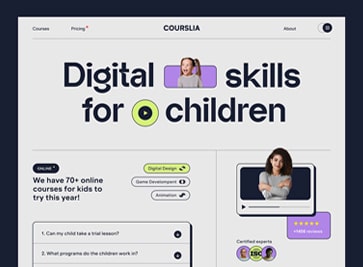 Courses
Pricing
COURSLIA
About
Digital skills
for children
ONLINE
We have 70+ online
courses for kids to
try this year!
Digital Design
Game Development
Animation
1. Can my child take a trial lesson?
2. What programs do the children work in?
+1400 reviews
Certified experts
ISC